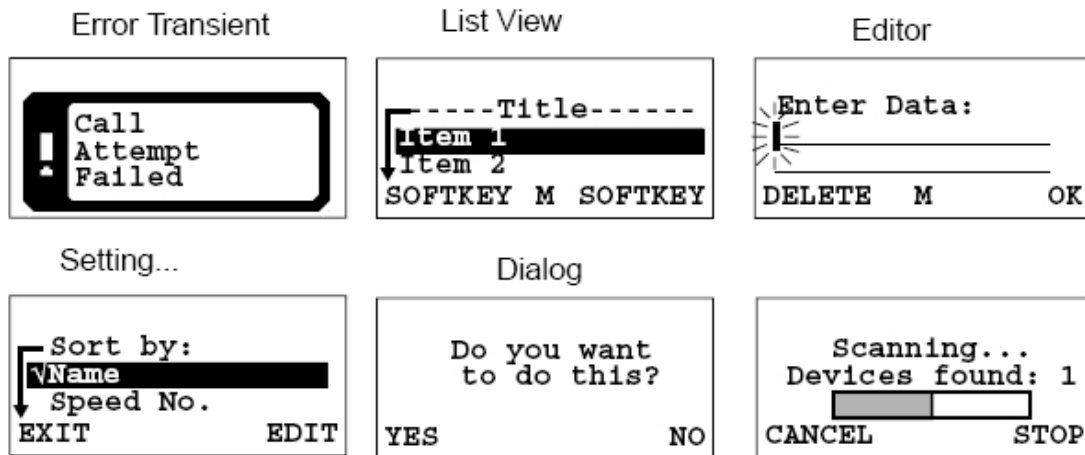 Error Transient
List View
Editor
Call
Attempt
Failed
-----Title------
Item 1
Item 2
SOFTKEY M SOFTKEY
Enter Data:
DELETE M OK
Setting...
Dialog
Sort by:
√Name
Speed No.
EXIT EDIT
Do you want
to do this?
YES NO
Scanning...
Devices found: 1
CANCEL STOP